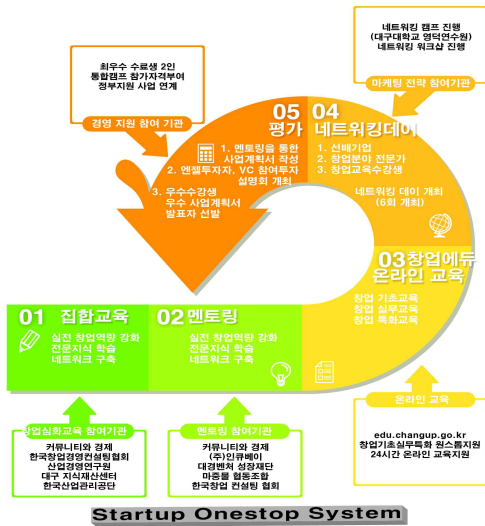 최우수 수료생 2인
통합캠프 참가자격부여
정부지원 사업 연계
경영 지원 참여 기관
네트워킹 캠프 진행
(대구대학교 영덕연수원)
네트워킹 워크샵 진행
마케팅 전략 참여기관
05
평가
1. 멘토링을 통한
사업계획서 작성
2. 엔젤투자자, VC 참여투자
설명회 개최
3. 우수수강생
우수 사업계획서
발표자 선발
04
네트워킹데이
1. 선배기업
2. 창업분야 전문가
3. 창업교육수강생
네트워킹 데이 개최
(6회 개최)
03 창업에듀
온라인 교육
창업 기초교육
창업 실무교육
창업 특화교육
01 집합교육
실전 창업역량 강화
전문지식 학습
네트워크 구축
02 멘토링
실전 창업역량 강화
전문지식 학습
네트워크 구축
창업심화교육 참여기관
커뮤니티와 경제
한국창업경영컨설팅협회
산업경영연구원
대구 지식재산센터
한국산업관리공단
멘토링 참여기관
커뮤니티와 경제
(주)인큐베이
대경벤처 성장재단
마중물 협동조합
한국창업 컨설팅 협회
온라인 교육
edu.changup.go.kr
창업기초실무특화 원스톱지원
24시간 온라인 교육지원
Startup Onestop System